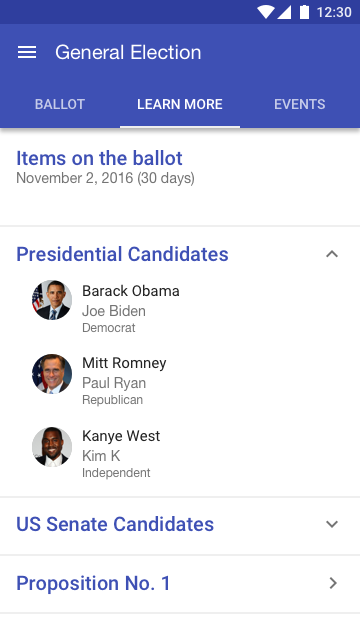 12:30
General Election
BALLOT LEARN MORE EVENTS
Items on the ballot
November 2, 2016 (30 days)
Presidential Candidates
Barack Obama
Joe Biden
Democrat
Mitt Romney
Paul Ryan
Republican
Kanye West
Kim K
Independent
US Senate Candidates
Proposition No. 1